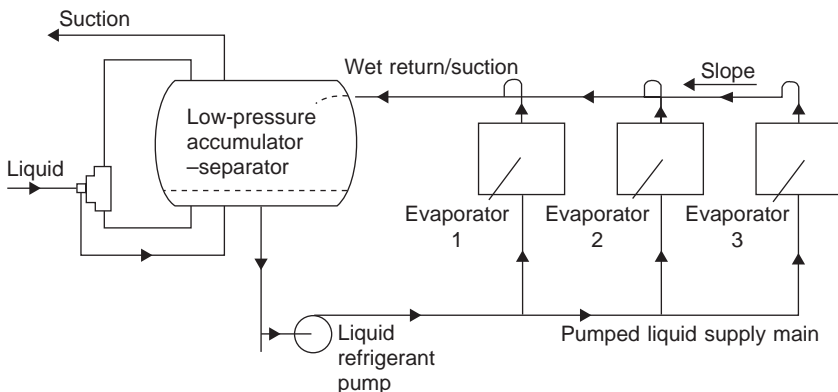 Suction
Wet return/suction
Slope
Low-pressure
accumulator
–separator
Liquid
Evaporator
1
Evaporator
2
Evaporator
3
Liquid
refrigerant
pump
Pumped liquid supply main